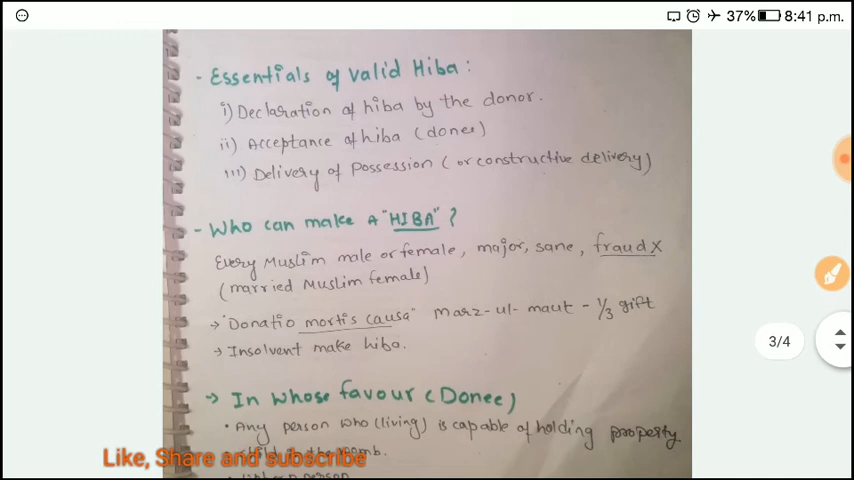 37% 8:41 p.m.
- Essentials of valid Hiba :
i) Declaration of hiba by the donor.
ii) Acceptance of hiba (donee)
iii) Delivery of Possession (or constructive delivery)
- Who can make a "HIBA" ?
Every Muslim male or female, major, sane, fraud X
(married Muslim female)
→ "Donatio mortis causa" Marz-ul-maut - 1/3 gift
→ Insolvent make hiba.
3/4
→ In whose favour (Donee)
• Any person who (living) is capable of holding property.
womb.
Like, Share and subscribe
person